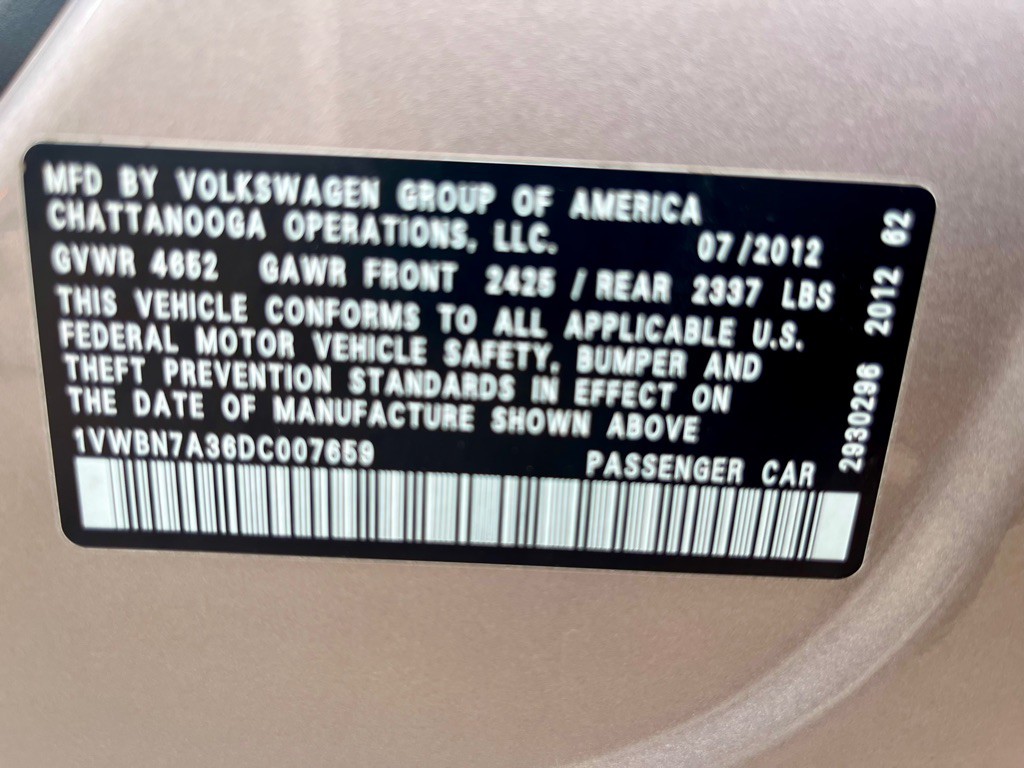 MFD BY VOLKSWAGEN GROUP OF AMERICA
CHATTANOOGA OPERATIONS, LLC. 07/2012
GVWR 4652 GAWR FRONT 2425 / REAR 2337 LBS
THIS VEHICLE CONFORMS TO ALL APPLICABLE U.S.
FEDERAL MOTOR VEHICLE SAFETY, BUMPER AND
THEFT PREVENTION STANDARDS IN EFFECT ON
THE DATE OF MANUFACTURE SHOWN ABOVE
1VWBN7A36DC007659 PASSENGER CAR
2930296 2012 62